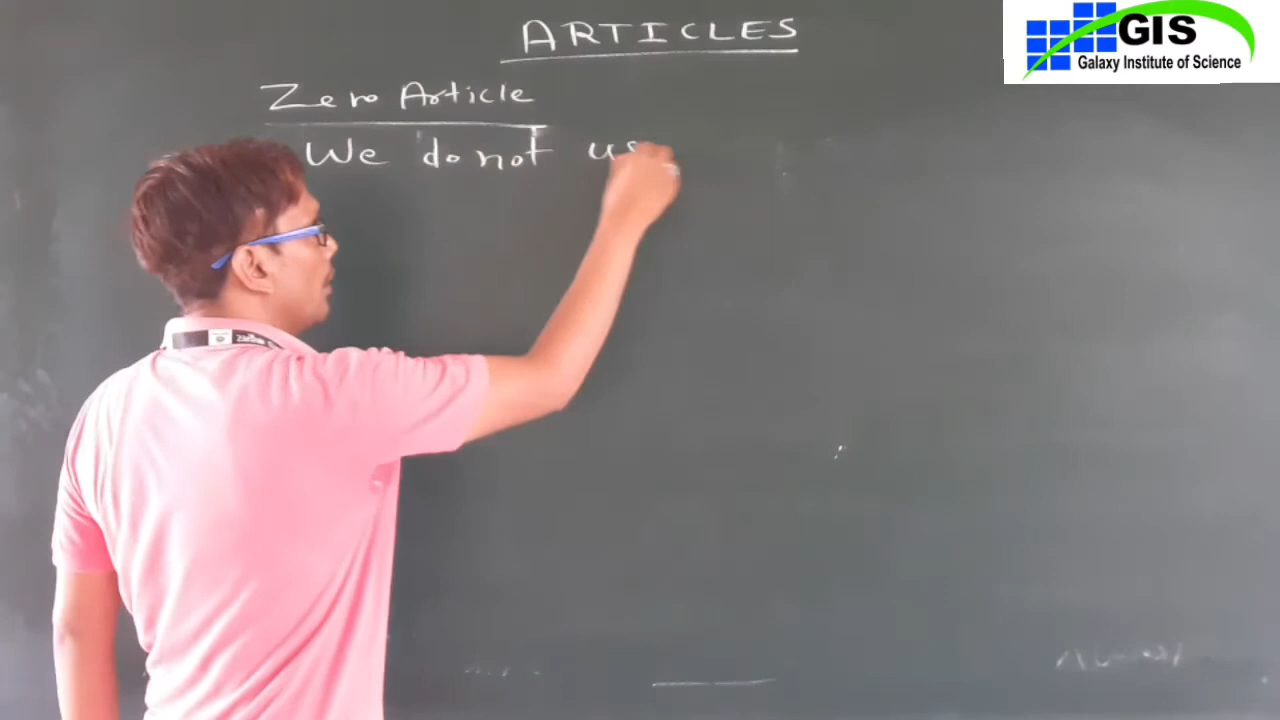 ARTICLES
GIS
Galaxy Institute of Science
Zero Article
We do not us